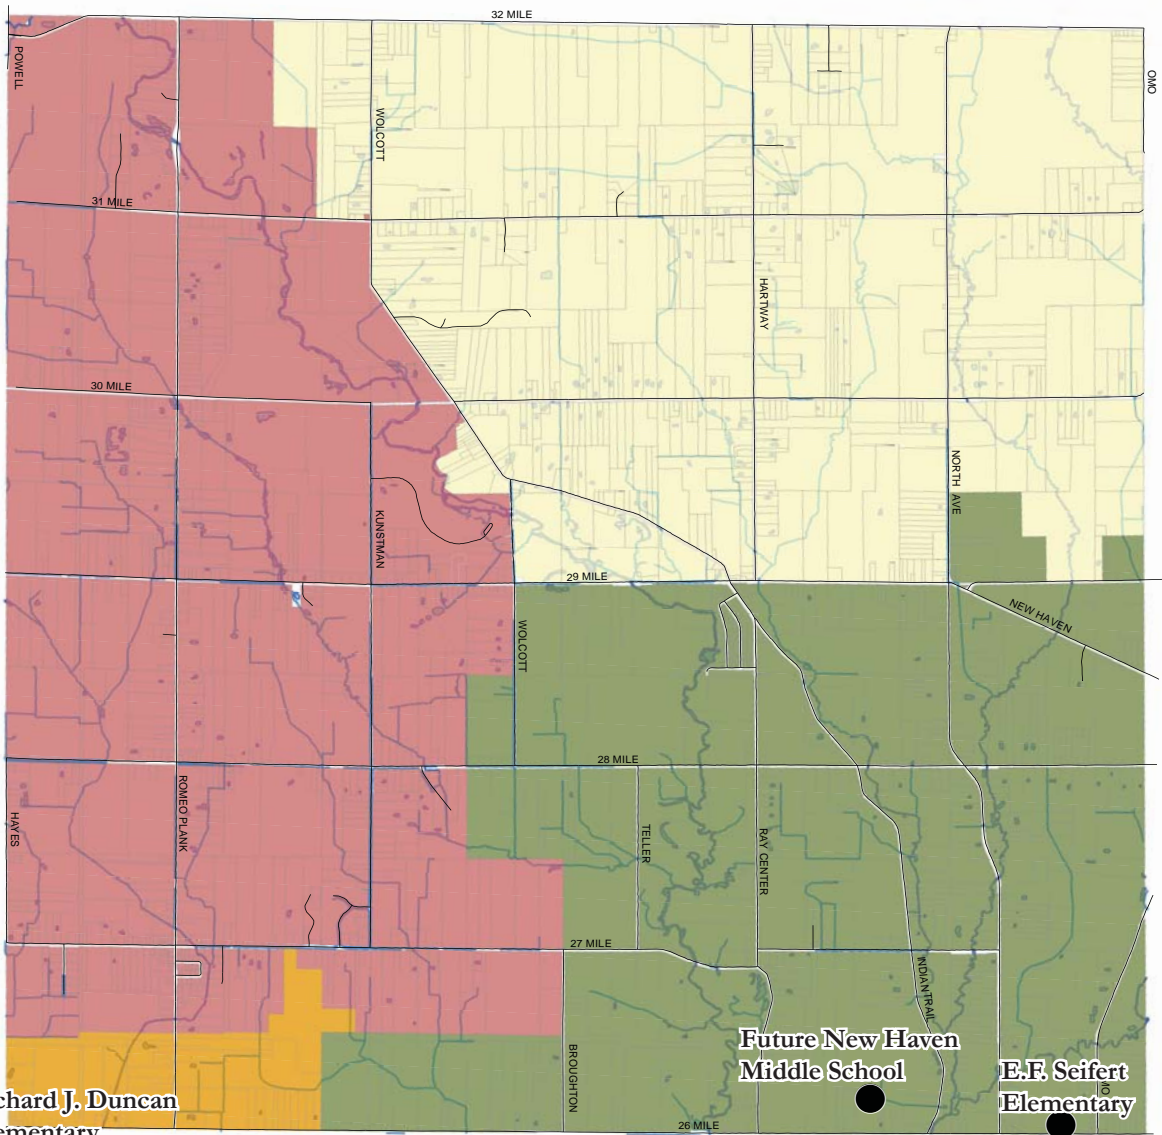 32 MILE
POWELL
OMO
WOLCOTT
31 MILE
HARTWAY
30 MILE
NORTH AVE
KUNSTMAN
29 MILE
NEW HAVEN
WOLCOTT
28 MILE
ROMEO PLANK
HAYES
TELLER
RAY CENTER
27 MILE
INDIAN TRAIL
Future New Haven
Middle School
BROUGHTON
E.F. Seifert
Elementary
MO
chard J. Duncan
ementary
26 MILE